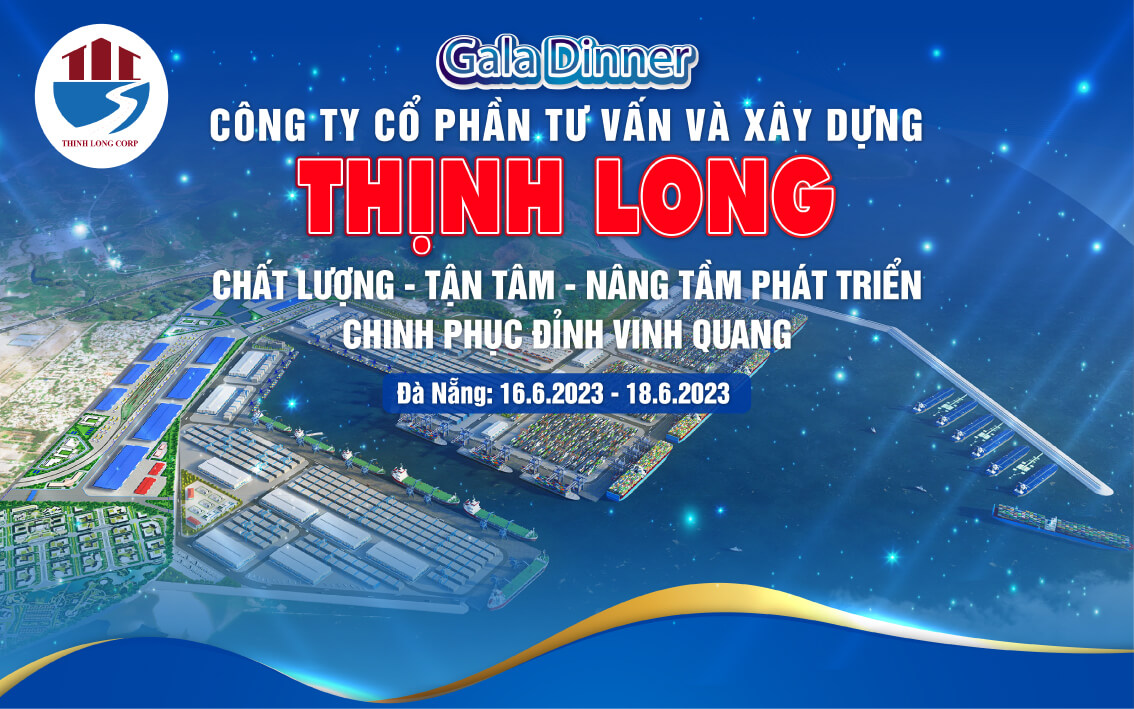 THINH LONG CORP
Gala Dinner
CÔNG TY CỔ PHẦN TƯ VẤN VÀ XÂY DỰNG
THỊNH LONG
CHẤT LƯỢNG - TẬN TÂM - NÂNG TẦM PHÁT TRIỂN
CHINH PHỤC ĐỈNH VINH QUANG
Đà Nẵng: 16.6.2023 - 18.6.2023